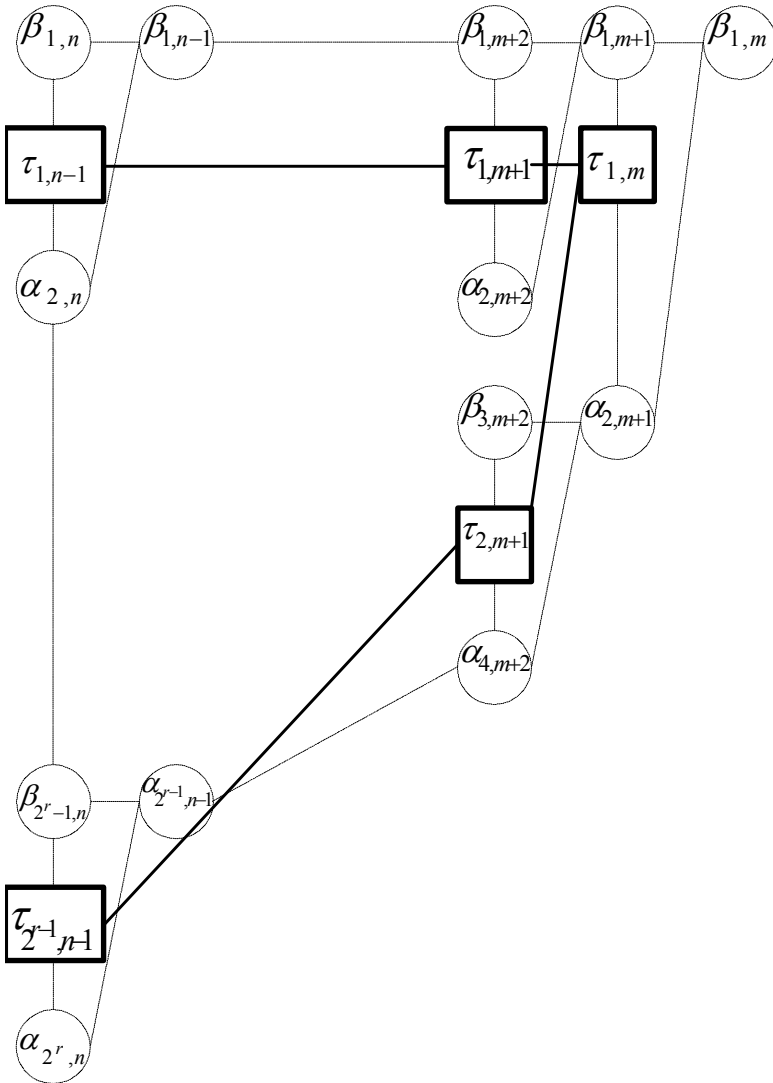 β1,n β1,n−1 β1,m+2 β1,m+1 β1,m
τ1,n−1 τ1,m+1 τ1,m
α2,n α2,m+2
β3,m+2 α2,m+1
τ2,m+1
α4,m+2
β2^r−1,n α2^r−1,n−1
τ2^r−1,n−1
α2^r,n